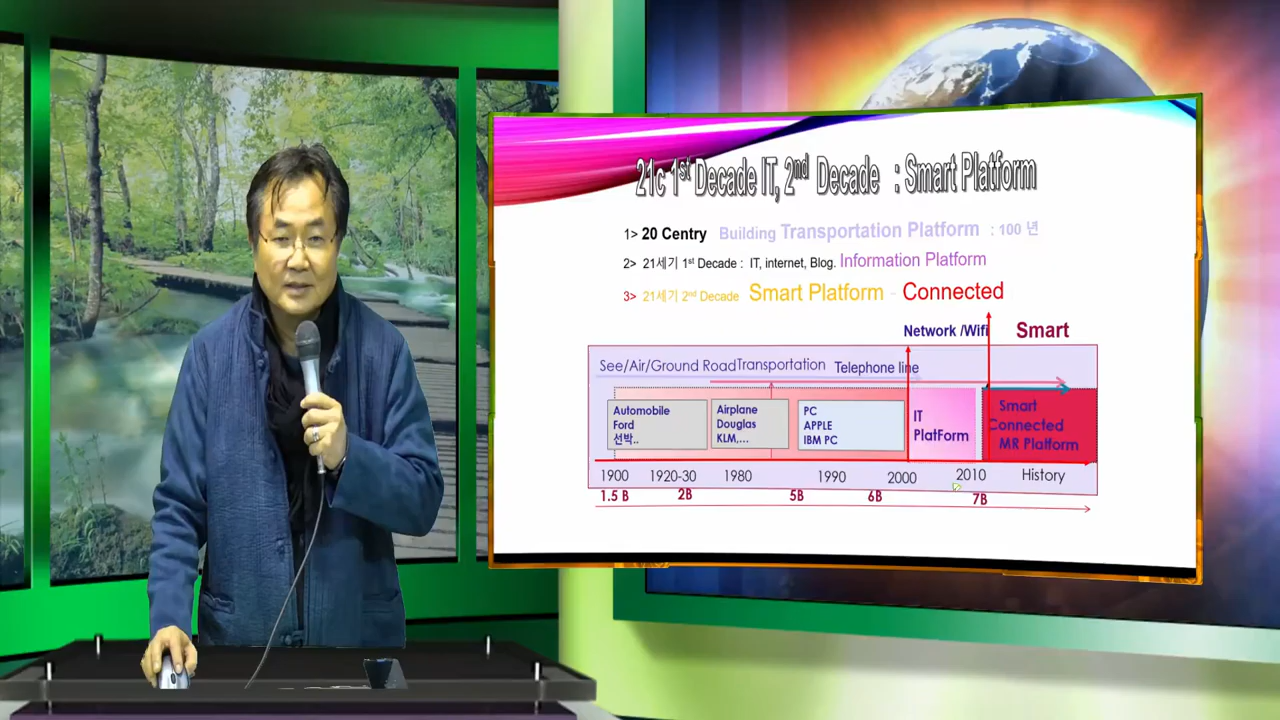 21c 1st Decade IT, 2nd Decade : Smart Platform
1> 20 Centry Building Transportation Platform : 100 년
2> 21세기 1st Decade : IT, internet, Blog. Information Platform
3> 21세기 2nd Decade Smart Platform - Connected
Network /Wifi Smart
See/Air/Ground RoadTransportation Telephone line
Automobile
Ford
선박..
Airplane
Douglas
KLM,...
PC
APPLE
IBM PC
IT
PlatForm
Smart
Connected
MR Platform
1900 1920-30 1980 1990 2000 2010 History
1.5 B 2B 5B 6B 7B